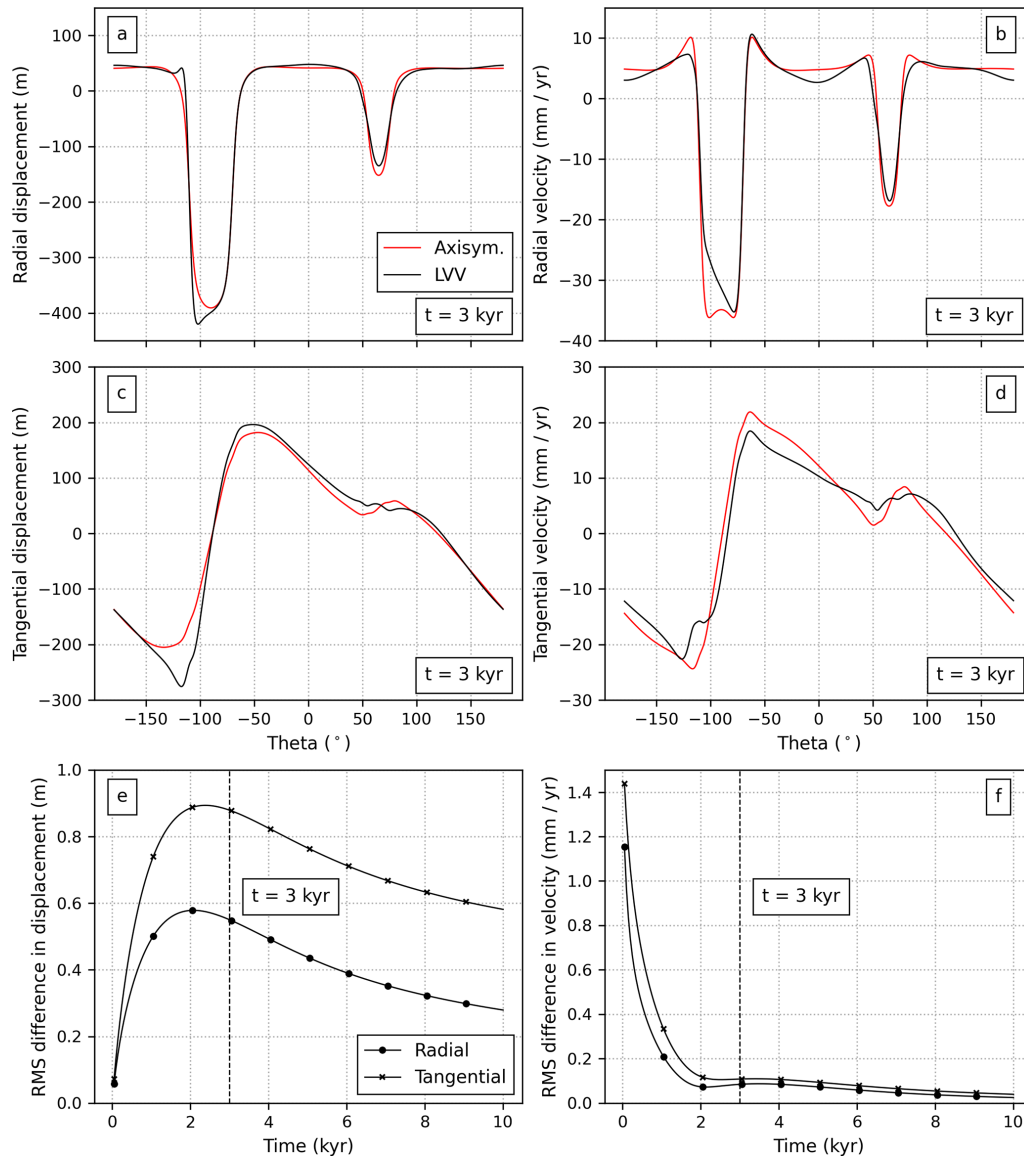 a
Radial displacement (m)
100
0
−100
−200
−300
−400
Axisym.
LVV
t = 3 kyr
b
Radial velocity (mm / yr)
10
0
−10
−20
−30
−40
t = 3 kyr
c
Tangential displacement (m)
300
200
100
0
−100
−200
−300
t = 3 kyr
−150 −100 −50 0 50 100 150
Theta (°)
d
Tangential velocity (mm / yr)
30
20
10
0
−10
−20
−30
t = 3 kyr
−150 −100 −50 0 50 100 150
Theta (°)
e
RMS difference in displacement (m)
1.0
0.8
0.6
0.4
0.2
0.0
t = 3 kyr
Radial
Tangential
0 2 4 6 8 10
Time (kyr)
f
RMS difference in velocity (mm / yr)
1.4
1.2
1.0
0.8
0.6
0.4
0.2
0.0
t = 3 kyr
0 2 4 6 8 10
Time (kyr)